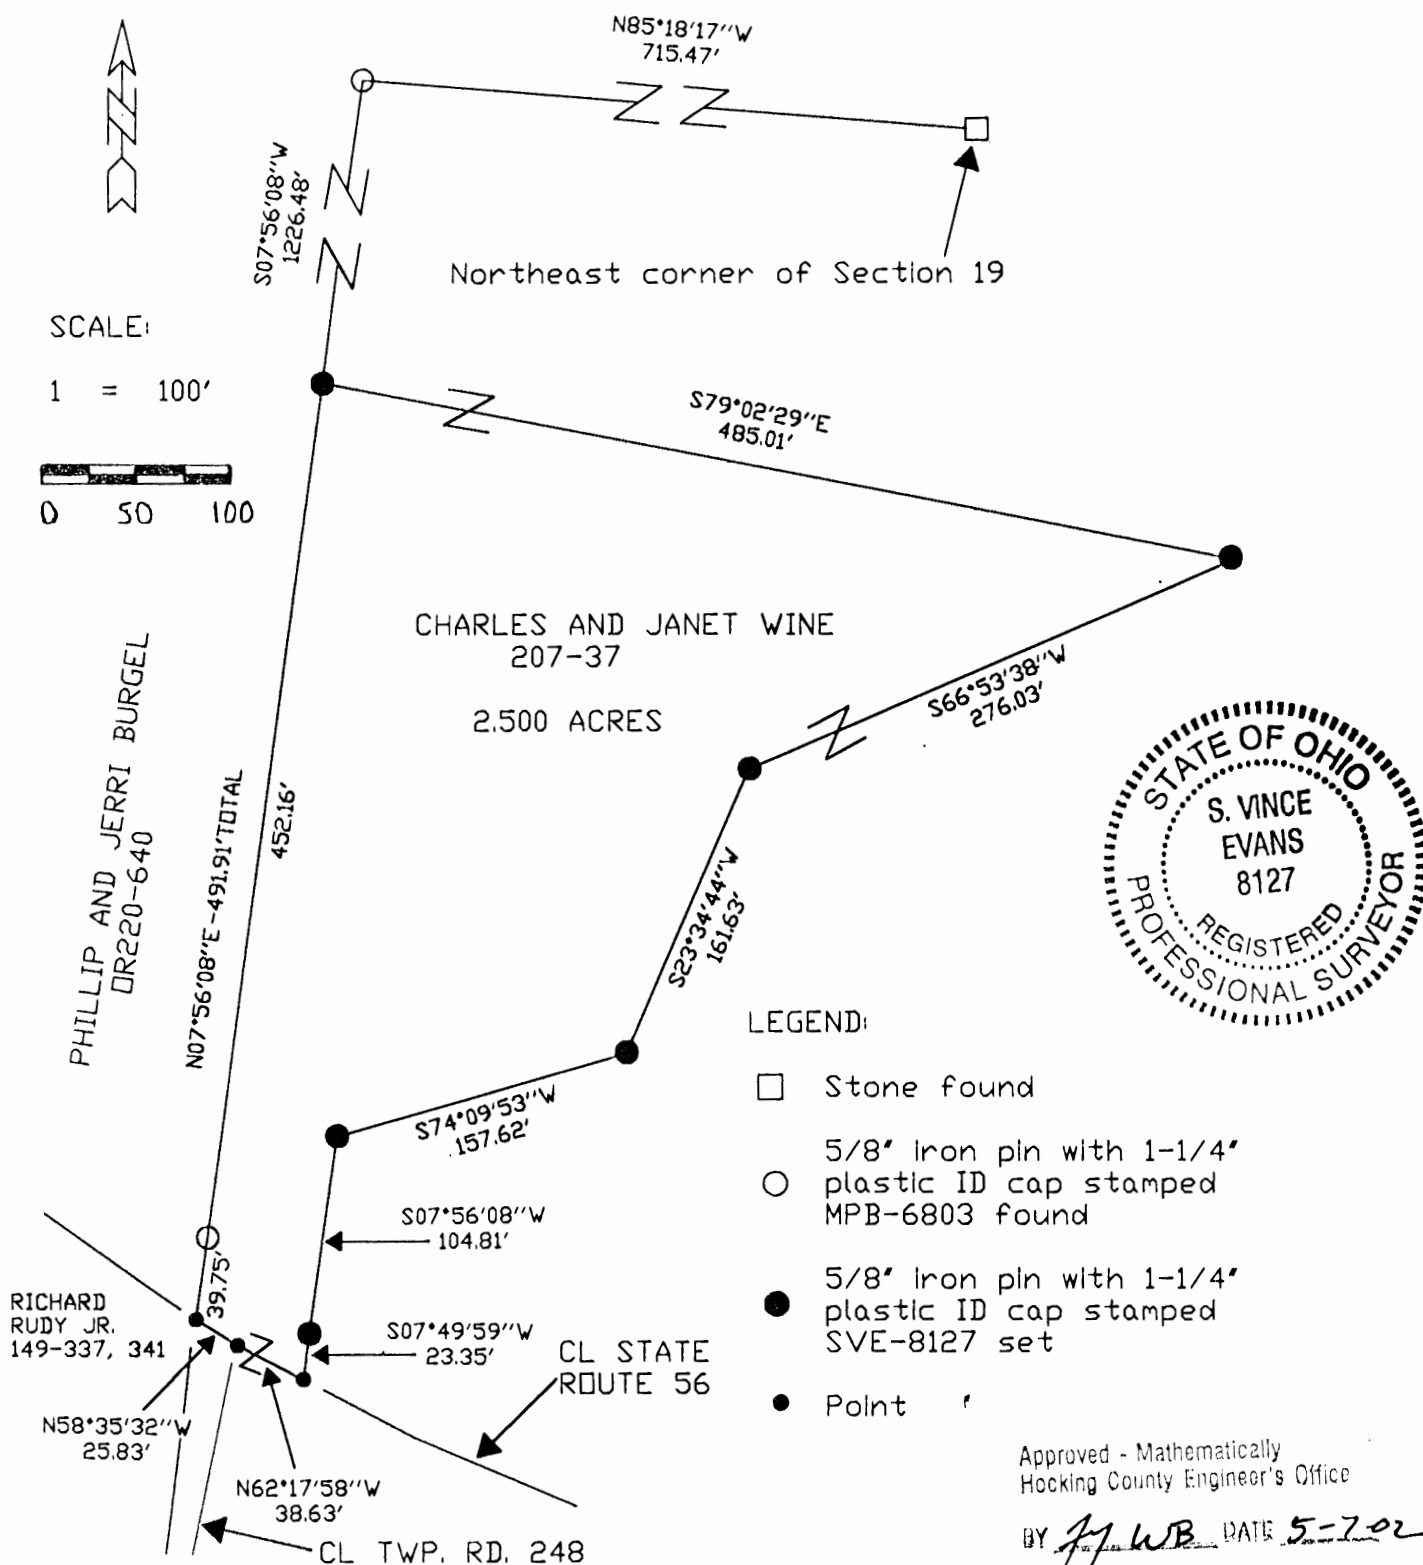 N85°18'17"W
715.47'
S07°56'08"W
1226.48'
Northeast corner of Section 19
SCALE:
1 = 100'
0 50 100
S79°02'29"E
485.01'
CHARLES AND JANET WINE
207-37
2.500 ACRES
S66°53'38"W
276.03'
PHILLIP AND JERRI BURGEL
OR220-640
N07°56'08"E -491.91'TOTAL
452.16'
STATE OF OHIO
S. VINCE
EVANS
8127
REGISTERED
PROFESSIONAL SURVEYOR
S23°34'44"W
161.63'
S74°09'53"W
157.62'
LEGEND:
Stone found
5/8" iron pin with 1-1/4"
plastic ID cap stamped
MPB-6803 found
5/8" iron pin with 1-1/4"
plastic ID cap stamped
SVE-8127 set
Point
S07°56'08"W
104.81'
39.75'
RICHARD
RUDY JR.
149-337, 341
S07°49'59"W
23.35'
CL STATE
ROUTE 56
N58°35'32"W
25.83'
N62°17'58"W
38.63'
CL TWP. RD. 248
Approved - Mathematically
Hocking County Engineer's Office
BY WB DATE 5-7-02